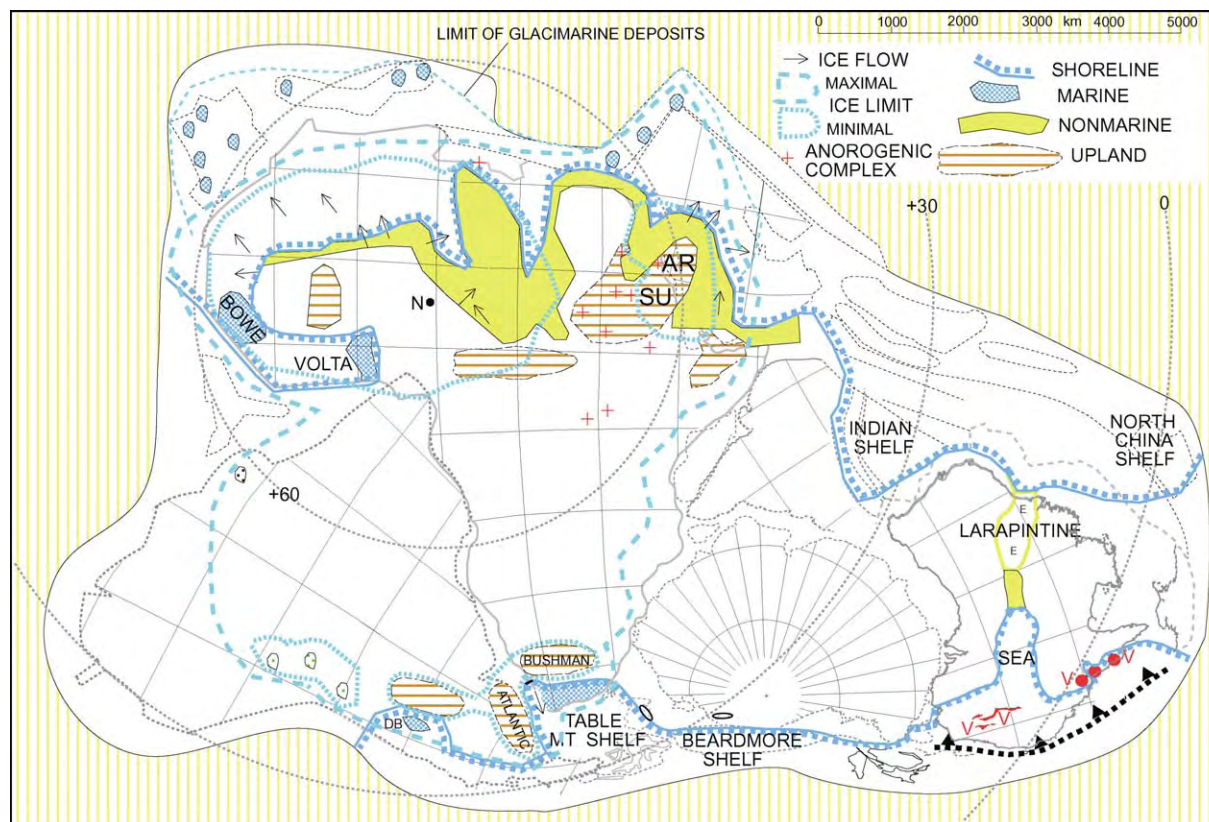 0 1000 2000 3000 km 4000 5000
LIMIT OF GLACIMARINE DEPOSITS
ICE FLOW
MAXIMAL
ICE LIMIT
MINIMAL
ANOROGENIC
COMPLEX
SHORELINE
MARINE
NONMARINE
UPLAND
+30
0
AR
SU
N
BOWE
VOLTA
INDIAN
SHELF
NORTH
CHINA
SHELF
+60
E
LARAPINTINE
E
SEA
BUSHMAN
ATLANTIC
DB
TABLE
MT SHELF
BEARDMORE
SHELF
V V
V V